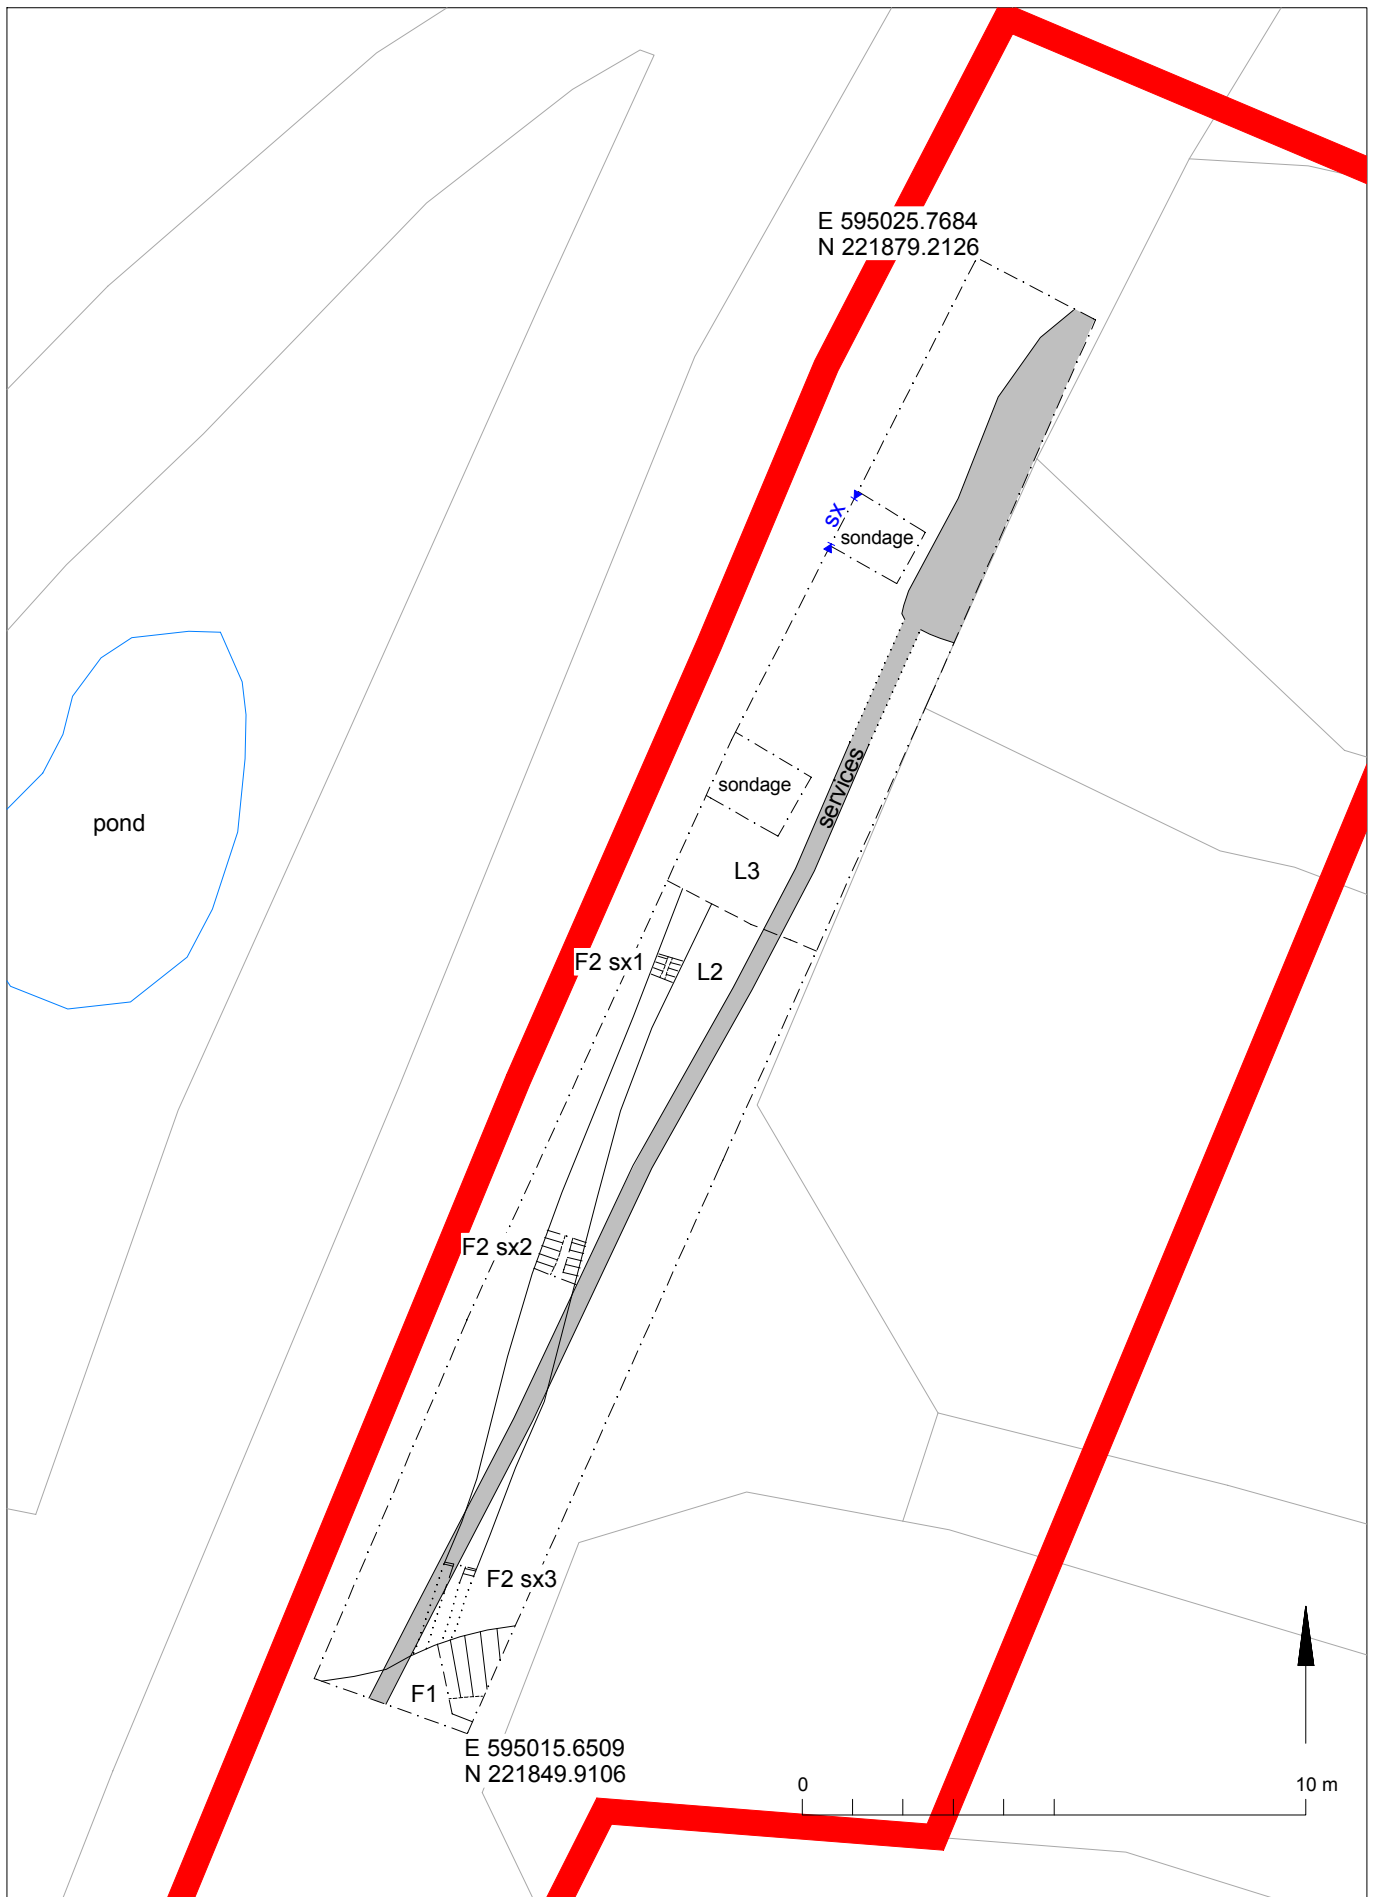 E 595025.7684
N 221879.2126
sx
sondage
services
sondage
pond
L3
F2 sx1
L2
F2 sx2
F2 sx3
F1
E 595015.6509
N 221849.9106
0
10 m